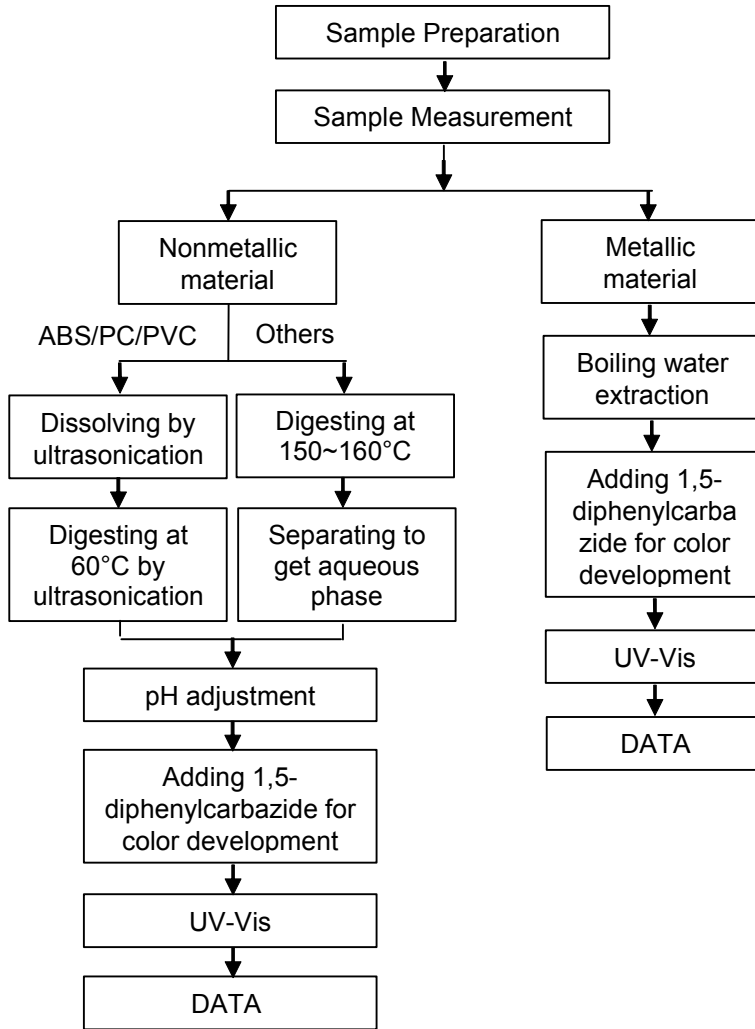 Sample Preparation
Sample Measurement
Nonmetallic
material
ABS/PC/PVC
Others
Dissolving by
ultrasonication
Digesting at
150~160°C
Digesting at
60°C by
ultrasonication
Separating to
get aqueous
phase
pH adjustment
Adding 1,5-
diphenylcarbazide for
color development
UV-Vis
DATA
Metallic
material
Boiling water
extraction
Adding 1,5-
diphenylcarba
zide for color
development
UV-Vis
DATA